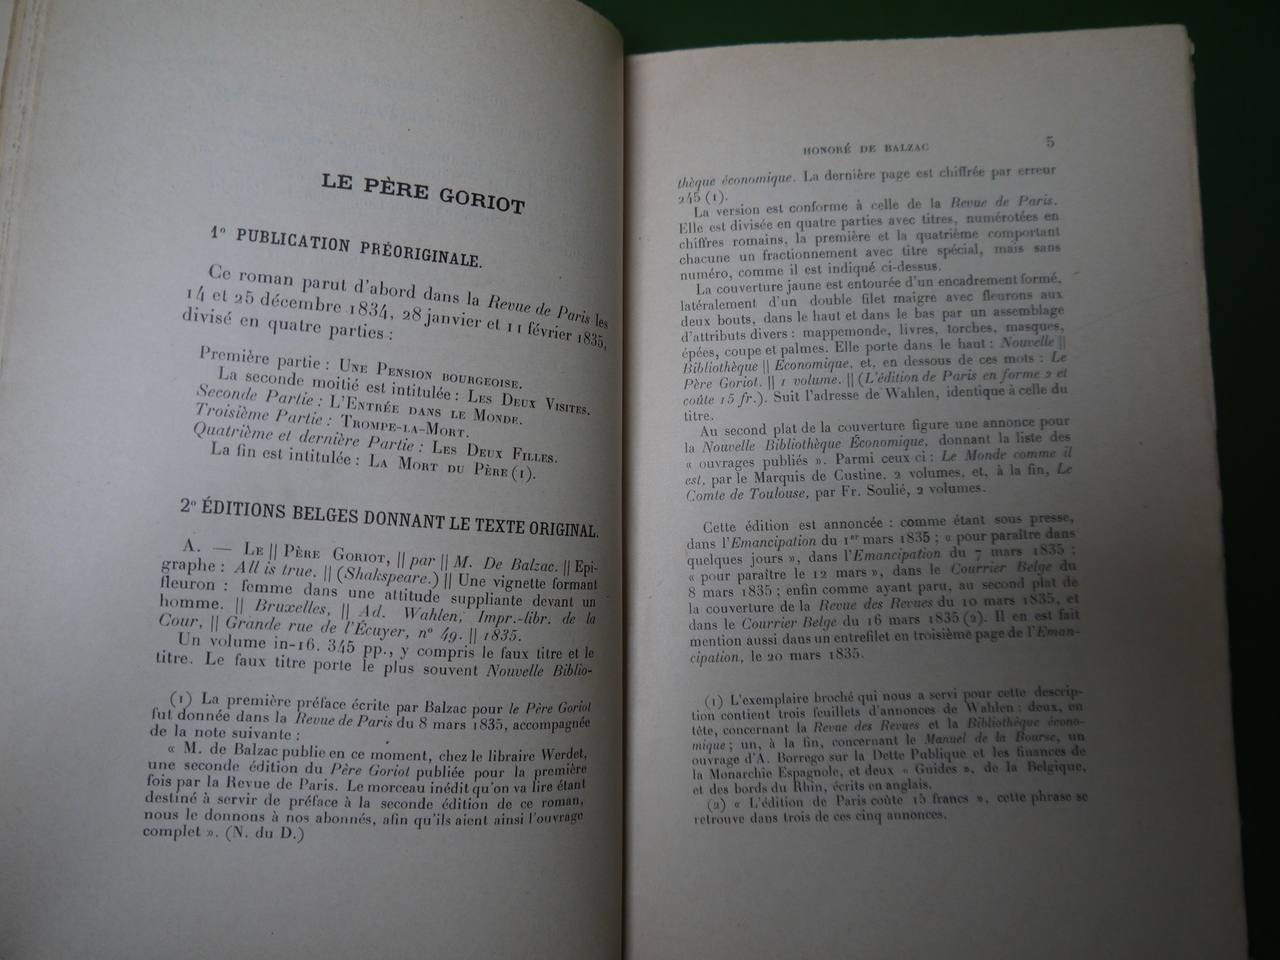 LE PÈRE GORIOT
1° PUBLICATION PRÉORIGINALE.
Ce roman parut d'abord dans la Revue de Paris les
14 et 25 décembre 1834, 28 janvier et 11 février 1835,
divisé en quatre parties :
Première partie : UNE PENSION BOURGEOISE.
La seconde moitié est intitulée : LES DEUX VISITES.
Seconde Partie : L'ENTRÉE DANS LE MONDE.
Troisième Partie : TROMPE-LA-MORT.
Quatrième et dernière Partie : LES DEUX FILLES.
La fin est intitulée : LA MORT DU PÈRE (1).
2° ÉDITIONS BELGES DONNANT LE TEXTE ORIGINAL.
A. — LE || PÈRE GORIOT, || par || M. De Balzac. || Epi-
graphe : All is true. || (Shakspeare.) || Une vignette formant
fleuron : femme dans une attitude suppliante devant un
homme. || Bruxelles, || Ad. Wahlen, Impr.-libr. de la
Cour, || Grande rue de l'Écuyer, n° 49. || 1835.
Un volume in-16. 345 pp., y compris le faux titre et le
titre. Le faux titre porte le plus souvent Nouvelle Biblio-
(1) La première préface écrite par Balzac pour le Père Goriot
fut donnée dans la Revue de Paris du 8 mars 1835, accompagnée
de la note suivante :
« M. de Balzac publie en ce moment, chez le libraire Werdet,
une seconde édition du Père Goriot publiée pour la première
fois par la Revue de Paris. Le morceau inédit qu'on va lire étant
destiné à servir de préface à la seconde édition de ce roman,
nous le donnons à nos abonnés, afin qu'ils aient ainsi l'ouvrage
complet ». (N. du D.)
HONORÉ DE BALZAC 5
thèque économique. La dernière page est chiffrée par erreur
245 (1).
La version est conforme à celle de la Revue de Paris.
Elle est divisée en quatre parties avec titres, numérotées en
chiffres romains, la première et la quatrième comportant
chacune un fractionnement avec titre spécial, mais sans
numéro, comme il est indiqué ci-dessus.
La couverture jaune est entourée d'un encadrement formé,
latéralement d'un double filet maigre avec fleurons aux
deux bouts, dans le haut et dans le bas par un assemblage
d'attributs divers : mappemonde, livres, torches, masques,
épées, coupe et palmes. Elle porte dans le haut : Nouvelle ||
Bibliothèque || Economique, et, en dessous de ces mots : Le
Père Goriot. || 1 volume. || (L'édition de Paris en forme 2 et
coûte 15 fr.). Suit l'adresse de Wahlen, identique à celle du
titre.
Au second plat de la couverture figure une annonce pour
la Nouvelle Bibliothèque Économique, donnant la liste des
« ouvrages publiés ». Parmi ceux ci : Le Monde comme il
est, par le Marquis de Custine, 2 volumes, et, à la fin, Le
Comte de Toulouse, par Fr. Soulié, 2 volumes.
Cette édition est annoncée : comme étant sous presse,
dans l'Emancipation du 1er mars 1835 ; « pour paraître dans
quelques jours », dans l'Emancipation du 7 mars 1835 ;
« pour paraître le 12 mars », dans le Courrier Belge du
8 mars 1835 ; enfin comme ayant paru, au second plat de
la couverture de la Revue des Revues du 10 mars 1835, et
dans le Courrier Belge du 16 mars 1835 (2). Il en est fait
mention aussi dans un entrefilet en troisième page de l'Eman-
cipation, le 20 mars 1835.
(1) L'exemplaire broché qui nous a servi pour cette descrip-
tion contient trois feuillets d'annonces de Wahlen : deux, en
tête, concernant la Revue des Revues et la Bibliothèque écono-
mique ; un, à la fin, concernant le Manuel de la Bourse, un
ouvrage d'A. Borrego sur la Dette Publique et les finances de
la Monarchie Espagnole, et deux « Guides », de la Belgique,
et des bords du Rhin, écrits en anglais.
(2) « L'édition de Paris coûte 15 francs », cette phrase se
retrouve dans trois de ces cinq annonces.